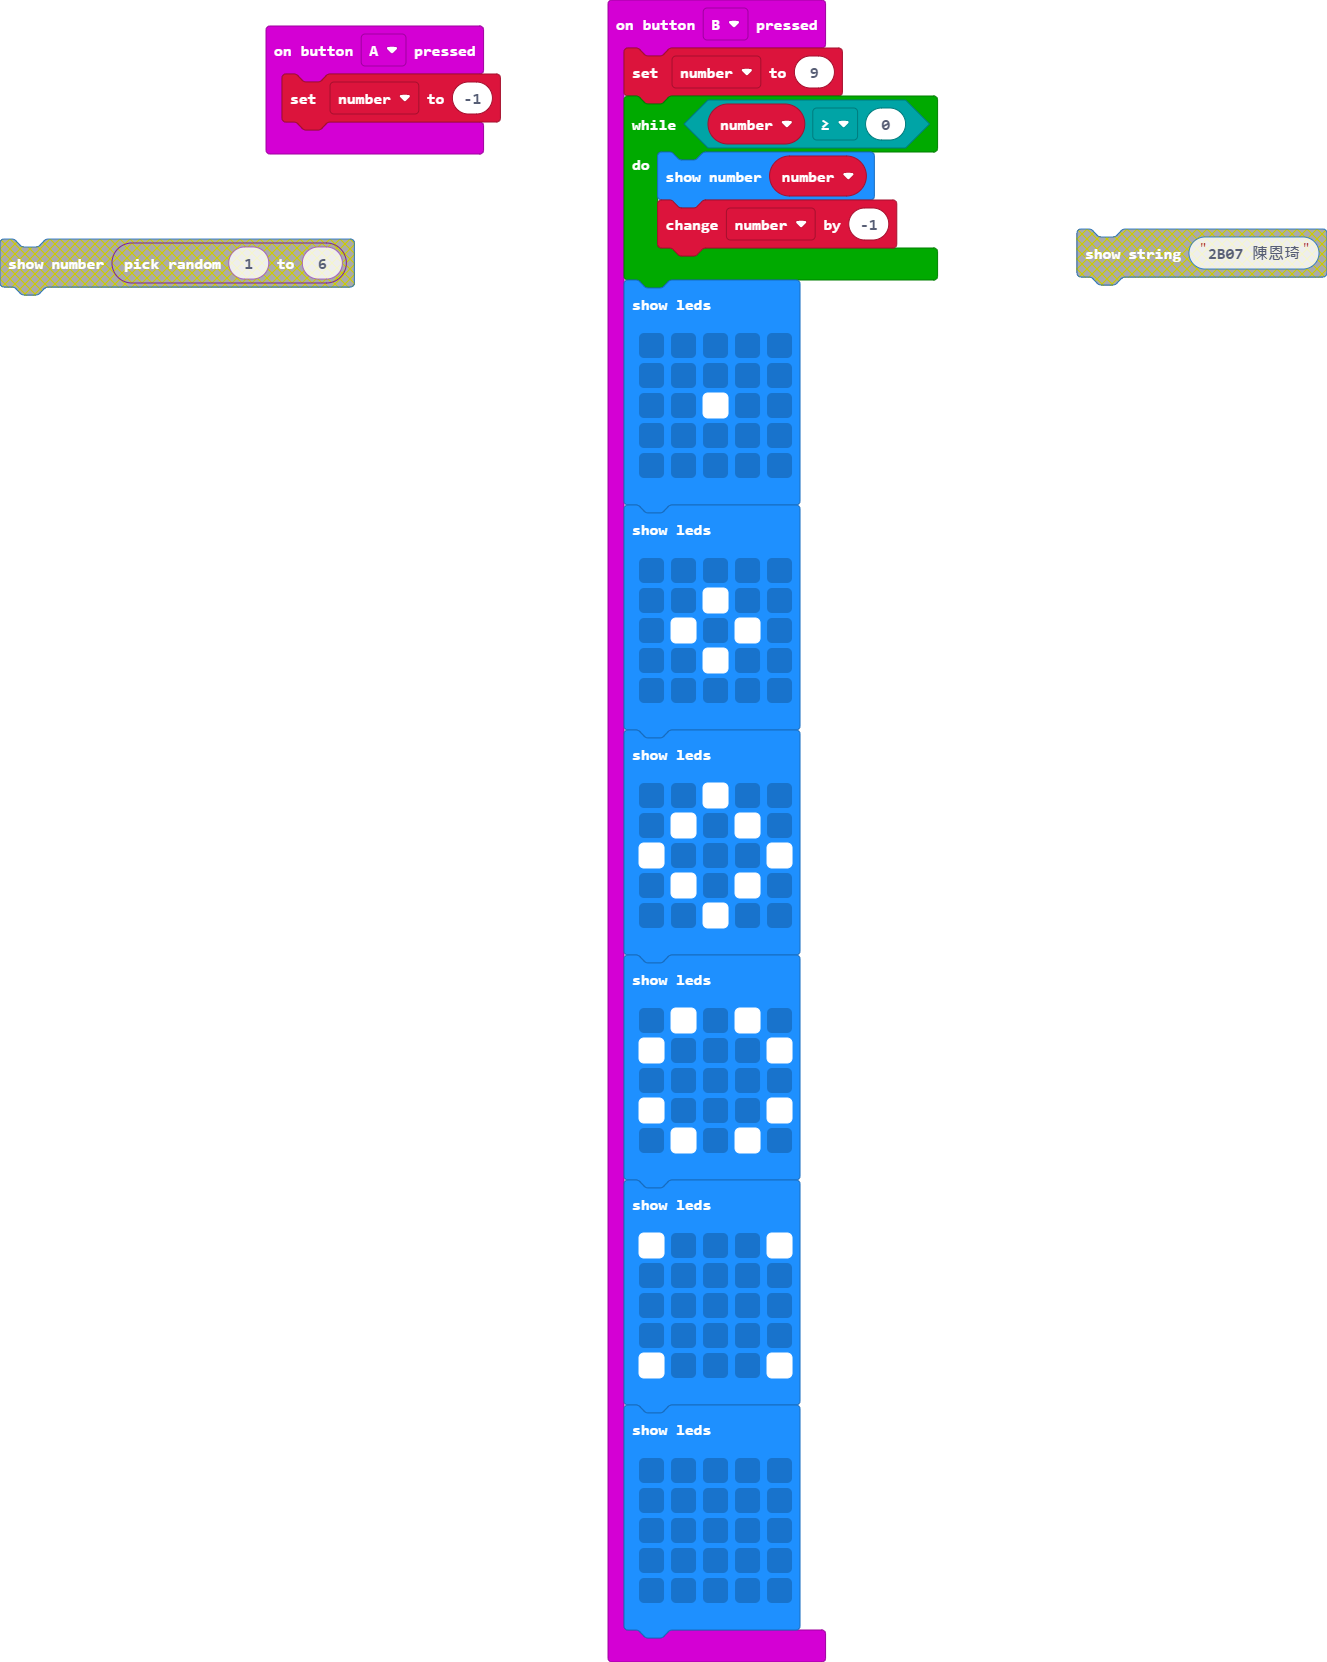 on button A pressed
set number to -1
show number pick random 1 to 6
on button B pressed
set number to 9
while number ≥ 0
do
show number number
change number by -1
show leds
show leds
show leds
show leds
show leds
show leds
show string "2B07 陳恩琦"